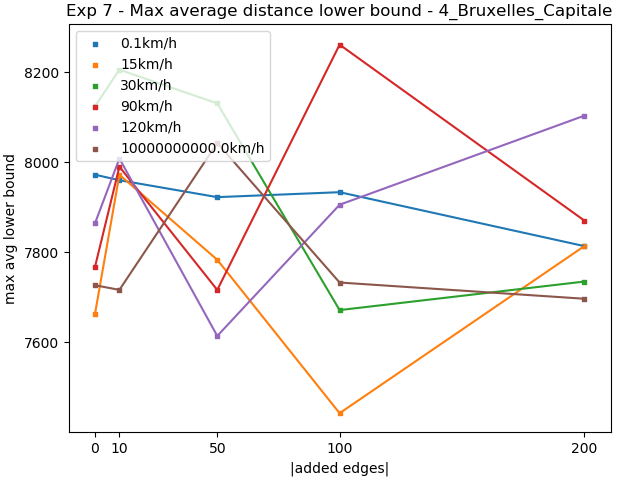 Exp 7 - Max average distance lower bound - 4_Bruxelles_Capitale
0.1km/h
15km/h
30km/h
90km/h
120km/h
10000000000.0km/h
max avg lower bound
8200
8000
7800
7600
0 10 50 100 200
|added edges|